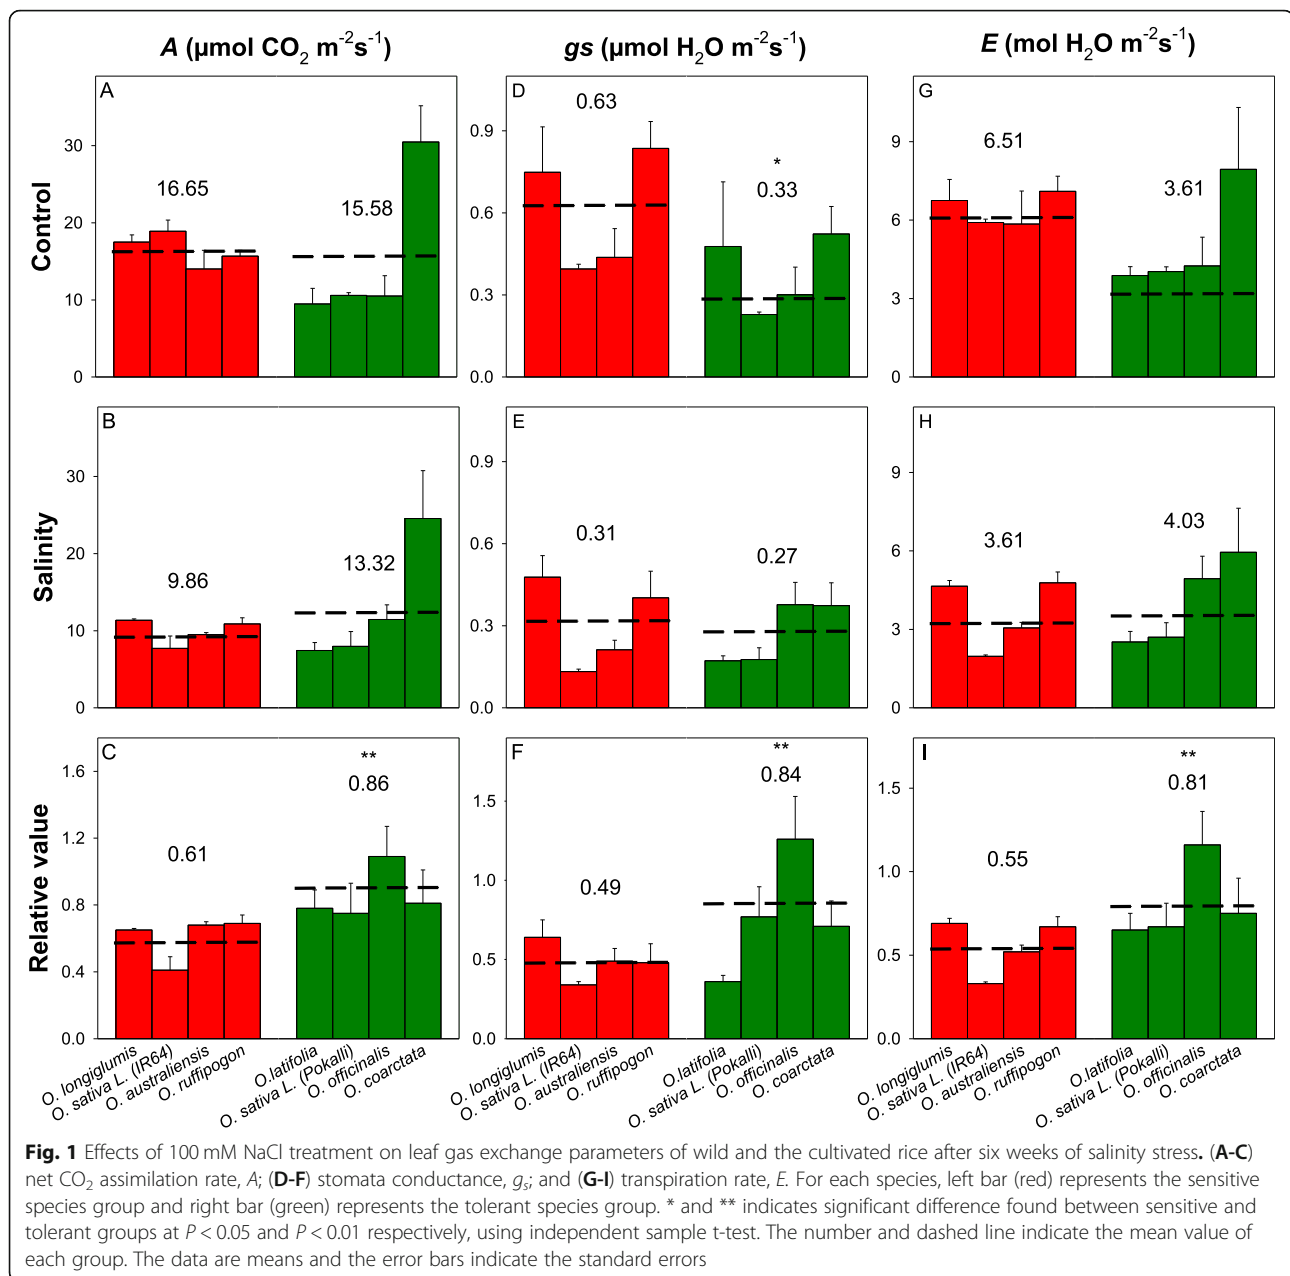 A (µmol CO2 m-2s-1)
gs (µmol H2O m-2s-1)
E (mol H2O m-2s-1)
Control
A
30
20
10
0
16.65
15.58
D
0.9
0.6
0.3
0.0
0.63
*
0.33
G
9
6
3
0
6.51
3.61
Salinity
B
30
20
10
0
9.86
13.32
E
0.9
0.6
0.3
0.0
0.31
0.27
H
9
6
3
0
3.61
4.03
Relative value
C
1.6
1.2
0.8
0.4
0.0
0.61
**
0.86
F
1.5
1.0
0.5
0.0
0.49
**
0.84
I
1.5
1.0
0.5
0.0
0.55
**
0.81
O. longiglumis
O. sativa L. (IR64)
O. australiensis
O. ruffipogon
O.latifolia
O. sativa L. (Pokalli)
O. officinalis
O. coarctata
O. longiglumis
O. sativa L. (IR64)
O. australiensis
O. ruffipogon
O.latifolia
O. sativa L. (Pokalli)
O. officinalis
O. coarctata
O. longiglumis
O. sativa L. (IR64)
O. australiensis
O. ruffipogon
O.latifolia
O. sativa L. (Pokalli)
O. officinalis
O. coarctata
Fig. 1 Effects of 100 mM NaCl treatment on leaf gas exchange parameters of wild and the cultivated rice after six weeks of salinity stress. (A-C)
net CO2 assimilation rate, A; (D-F) stomata conductance, gs; and (G-I) transpiration rate, E. For each species, left bar (red) represents the sensitive
species group and right bar (green) represents the tolerant species group. * and ** indicates significant difference found between sensitive and
tolerant groups at P < 0.05 and P < 0.01 respectively, using independent sample t-test. The number and dashed line indicate the mean value of
each group. The data are means and the error bars indicate the standard errors